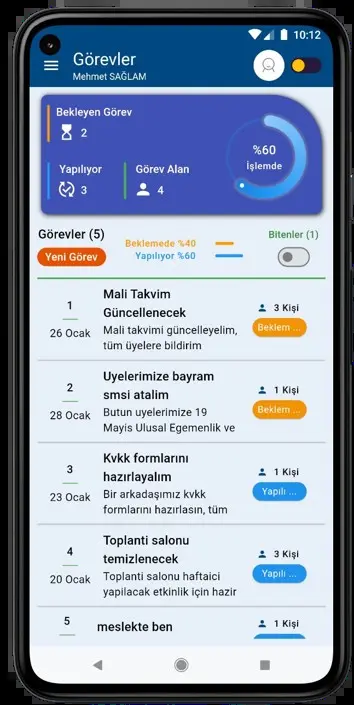 10:12
Görevler
Mehmet SAĞLAM
Bekleyen Görev
2
Yapılıyor
3
Görev Alan
4
%60
İşlemde
Görevler (5)
Yeni Görev
Beklemede %40
Yapılıyor %60
Bitenler (1)
1
26 Ocak
Mali Takvim
Güncellenecek
Mali takvimi güncelleyelim,
tüm üyelere bildirim
3 Kişi
Beklem ...
2
28 Ocak
Uyelerimize bayram
smsi atalim
Butun uyelerimize 19
Mayis Ulusal Egemenlik ve
1 Kişi
Beklem ...
3
23 Ocak
Kvkk formlarını
hazırlayalım
Bir arkadaşımız kvkk
formlarını hazırlasın, tüm
1 Kişi
Yapılı ...
4
20 Ocak
Toplanti salonu
temizlenecek
Toplanti salonu haftaici
yapilacak etkinlik için hazir
3 Kişi
Yapılı ...
5
meslekte ben
1 Kişi